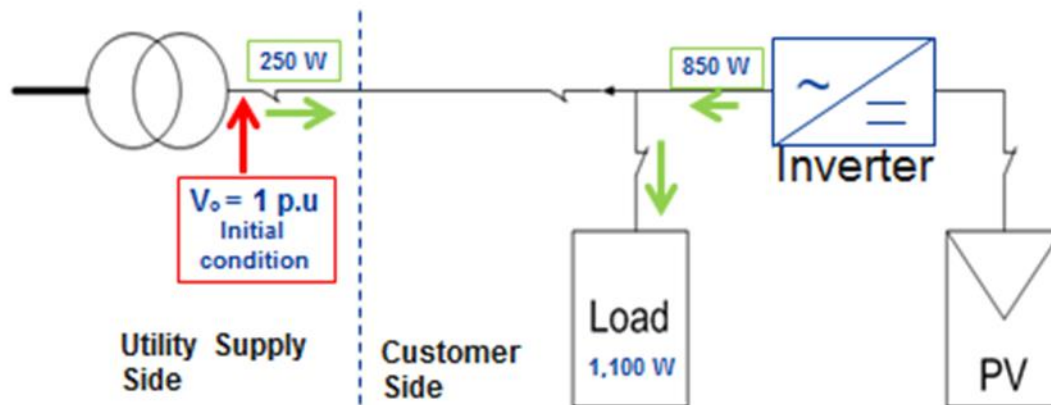 250 W
850 W
~
=
Inverter
Vₒ = 1 p.u
Initial
condition
Load
1,100 W
Utility Supply
Side
Customer
Side
PV